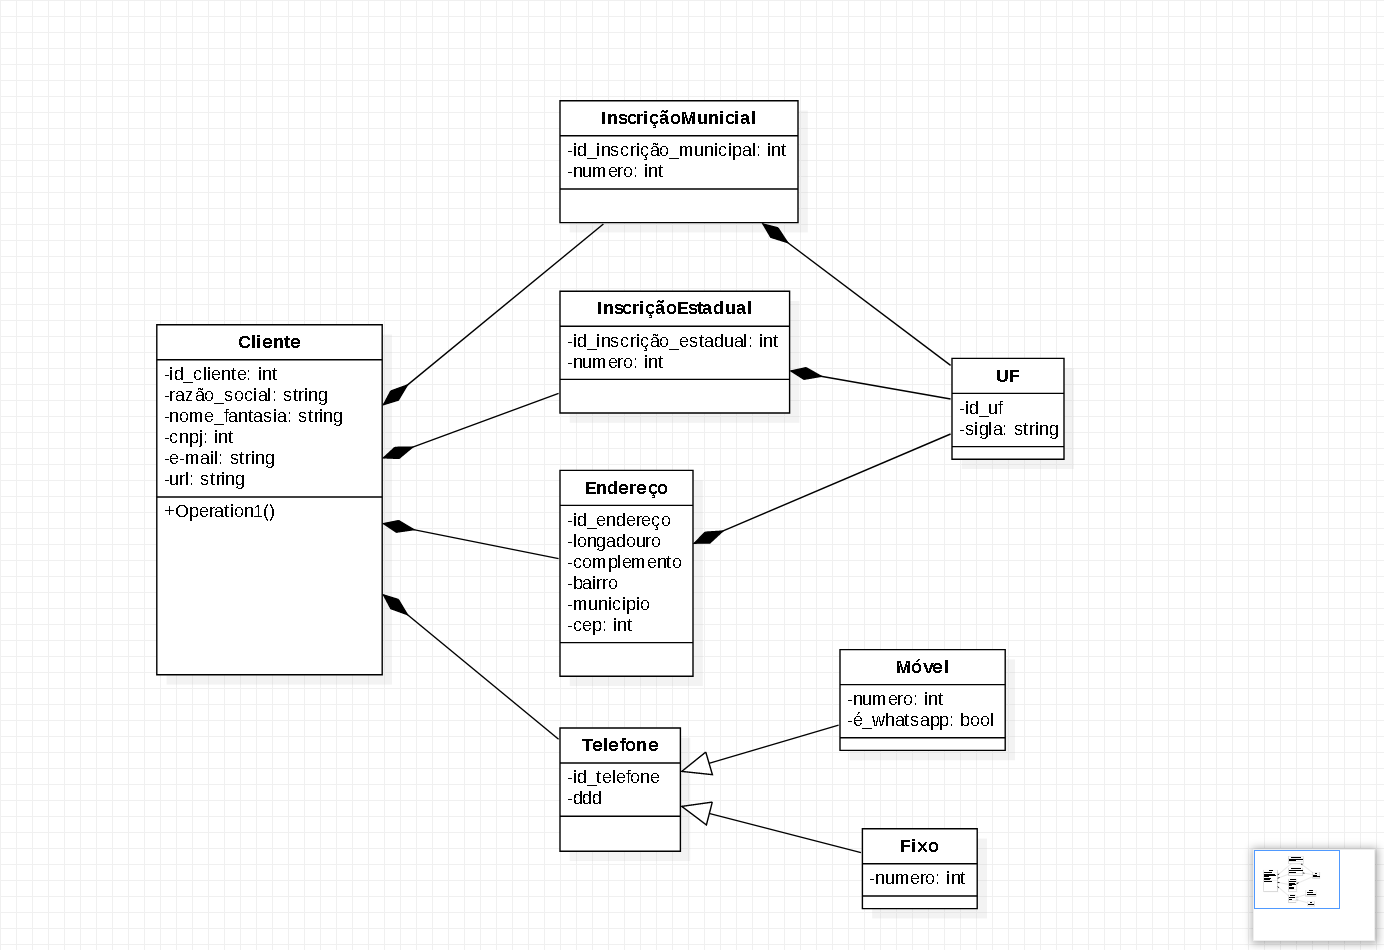 InscriçãoMunicial
-id_inscrição_municipal: int
-numero: int
InscriçãoEstadual
-id_inscrição_estadual: int
-numero: int
Cliente
-id_cliente: int
-razão_social: string
-nome_fantasia: string
-cnpj: int
-e-mail: string
-url: string
+Operation1()
UF
-id_uf
-sigla: string
Endereço
-id_endereço
-longadouro
-complemento
-bairro
-municipio
-cep: int
Móvel
-numero: int
-é_whatsapp: bool
Telefone
-id_telefone
-ddd
Fixo
-numero: int